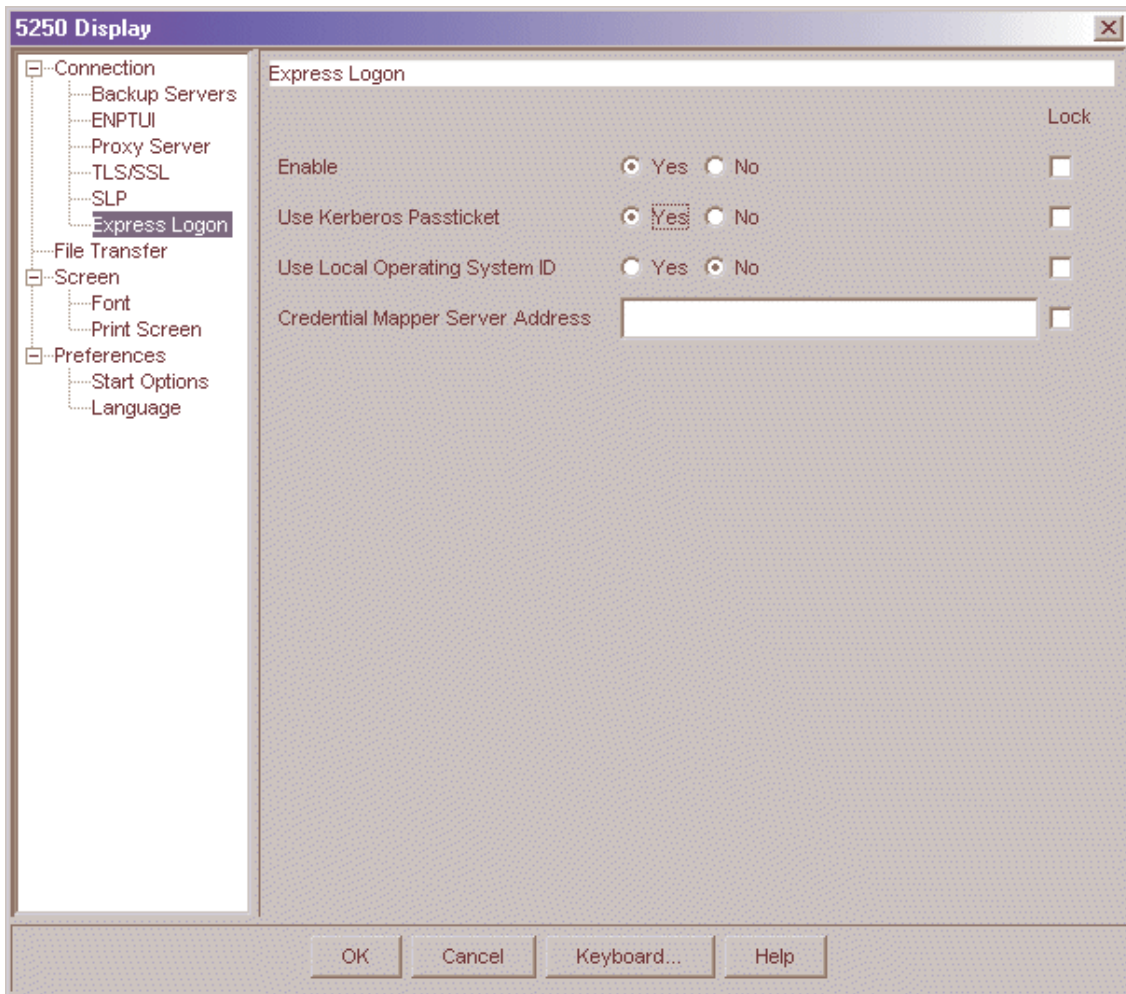 5250 Display
Connection
Backup Servers
ENPTUI
Proxy Server
TLS/SSL
SLP
Express Logon
File Transfer
Screen
Font
Print Screen
Preferences
Start Options
Language
Express Logon
Lock
Enable Yes No
Use Kerberos Passticket Yes No
Use Local Operating System ID Yes No
Credential Mapper Server Address
OK Cancel Keyboard... Help